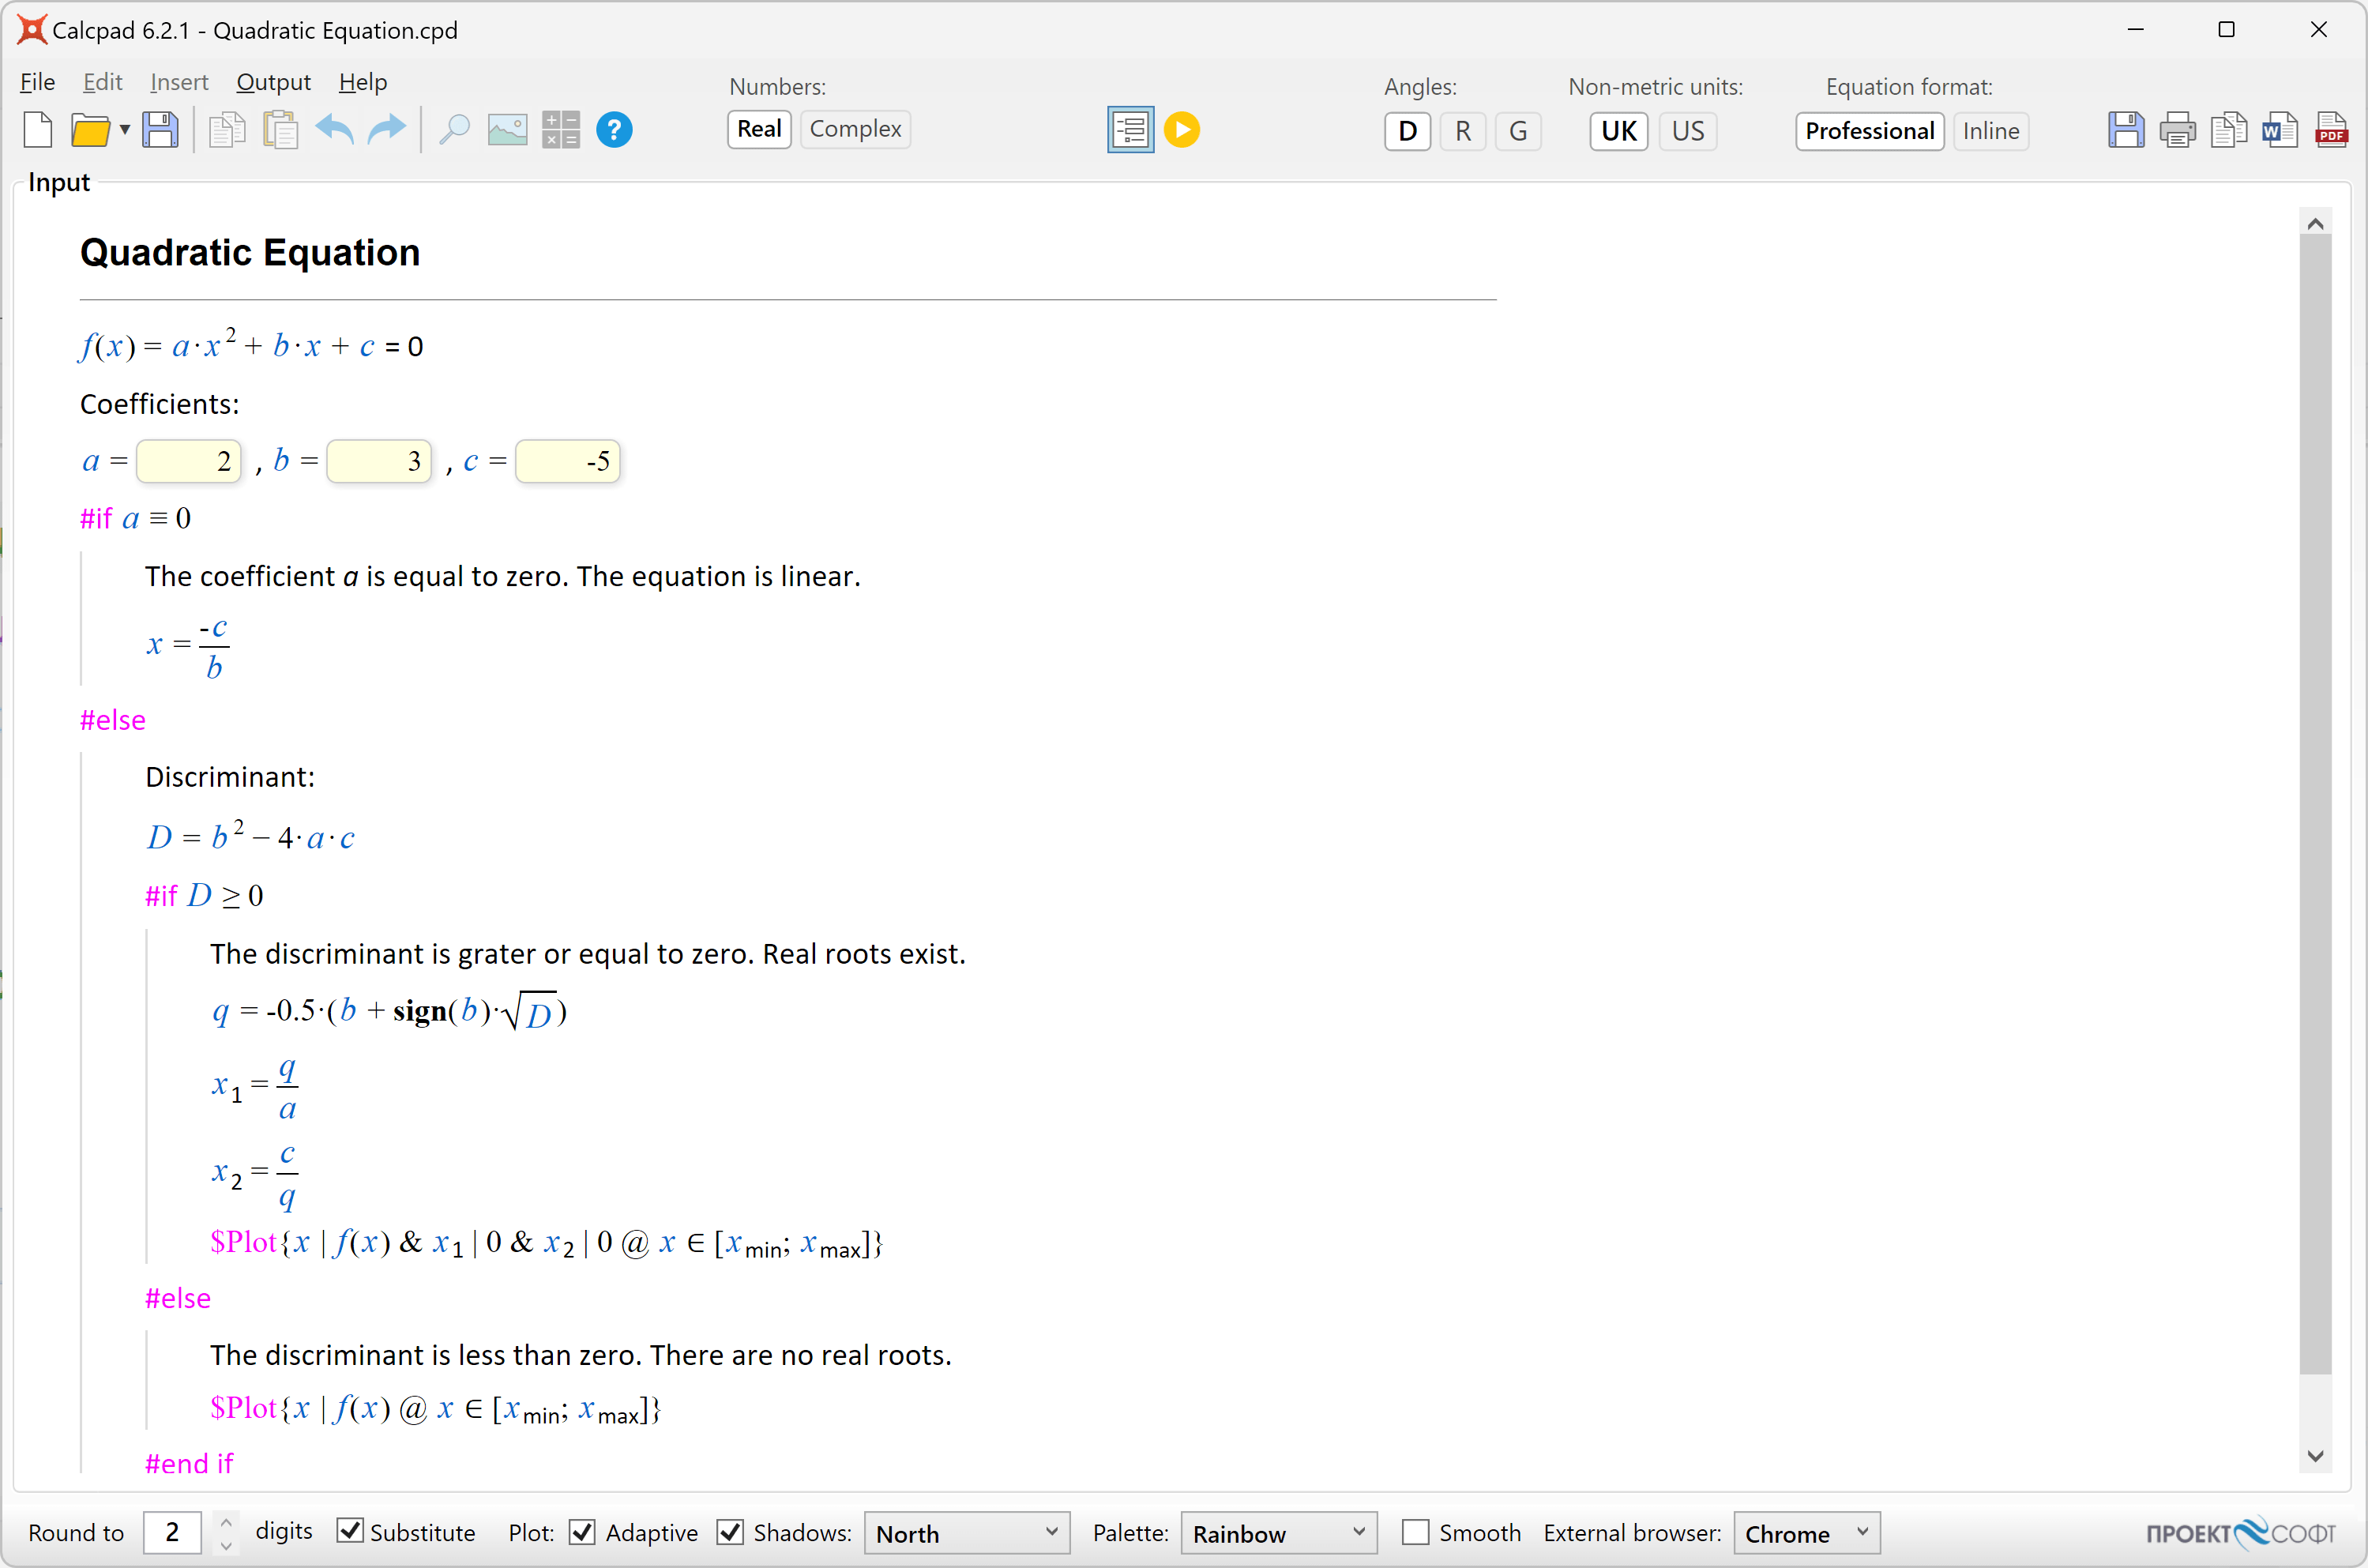 Calcpad 6.2.1 - Quadratic Equation.cpd
File Edit Insert Output Help
Numbers:
Real Complex
Angles:
D R G
Non-metric units:
UK US
Equation format:
Professional Inline
Input
Quadratic Equation
f(x) = a·x² + b·x + c = 0
Coefficients:
a = 2 , b = 3 , c = -5
#if a ≡ 0
The coefficient a is equal to zero. The equation is linear.
x = -c/b
#else
Discriminant:
D = b² − 4·a·c
#if D ≥ 0
The discriminant is grater or equal to zero. Real roots exist.
q = -0.5·(b + sign(b)·√D)
x₁ = q/a
x₂ = c/q
$Plot{x | f(x) & x₁ | 0 & x₂ | 0 @ x ∈ [xmin; xmax]}
#else
The discriminant is less than zero. There are no real roots.
$Plot{x | f(x) @ x ∈ [xmin; xmax]}
#end if
Round to 2 digits Substitute Plot: Adaptive Shadows: North Palette: Rainbow Smooth External browser: Chrome
ПРОЕКТСОФТ